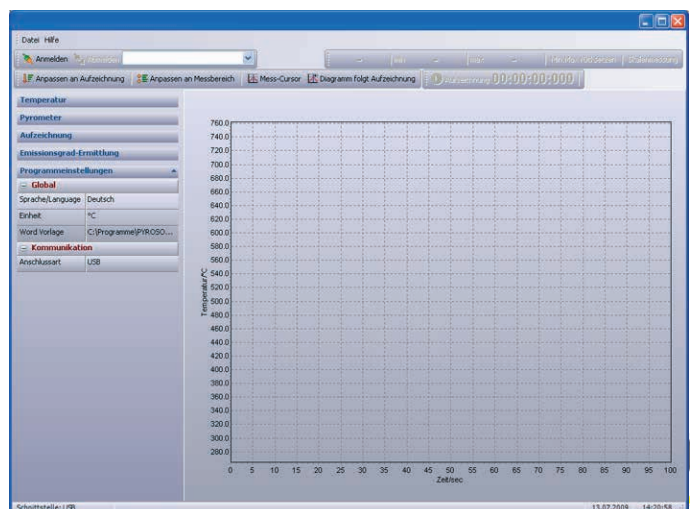 Datei Hilfe
Anmelden Abmelden
min max
Anpassen an Aufzeichnung Anpassen an Messbereich Mess-Cursor Diagramm folgt Aufzeichnung Aufzeichnung 00:00:00:000
Temperatur
Pyrometer
Aufzeichnung
Emissionsgrad-Ermittlung
Programmeinstellungen
Global
Sprache/Language Deutsch
Einheit °C
Word Vorlage C:\Programme\PYROSO...
Kommunikation
Anschlussart USB
760.0
740.0
720.0
700.0
680.0
660.0
640.0
620.0
600.0
580.0
560.0
540.0
520.0
500.0
480.0
460.0
440.0
420.0
400.0
380.0
360.0
340.0
320.0
300.0
280.0
Temperatur/°C
0 5 10 15 20 25 30 35 40 45 50 55 60 65 70 75 80 85 90 95 100
Zeit/sec
Schnittstelle: USB 13.07.2009 14:20:58